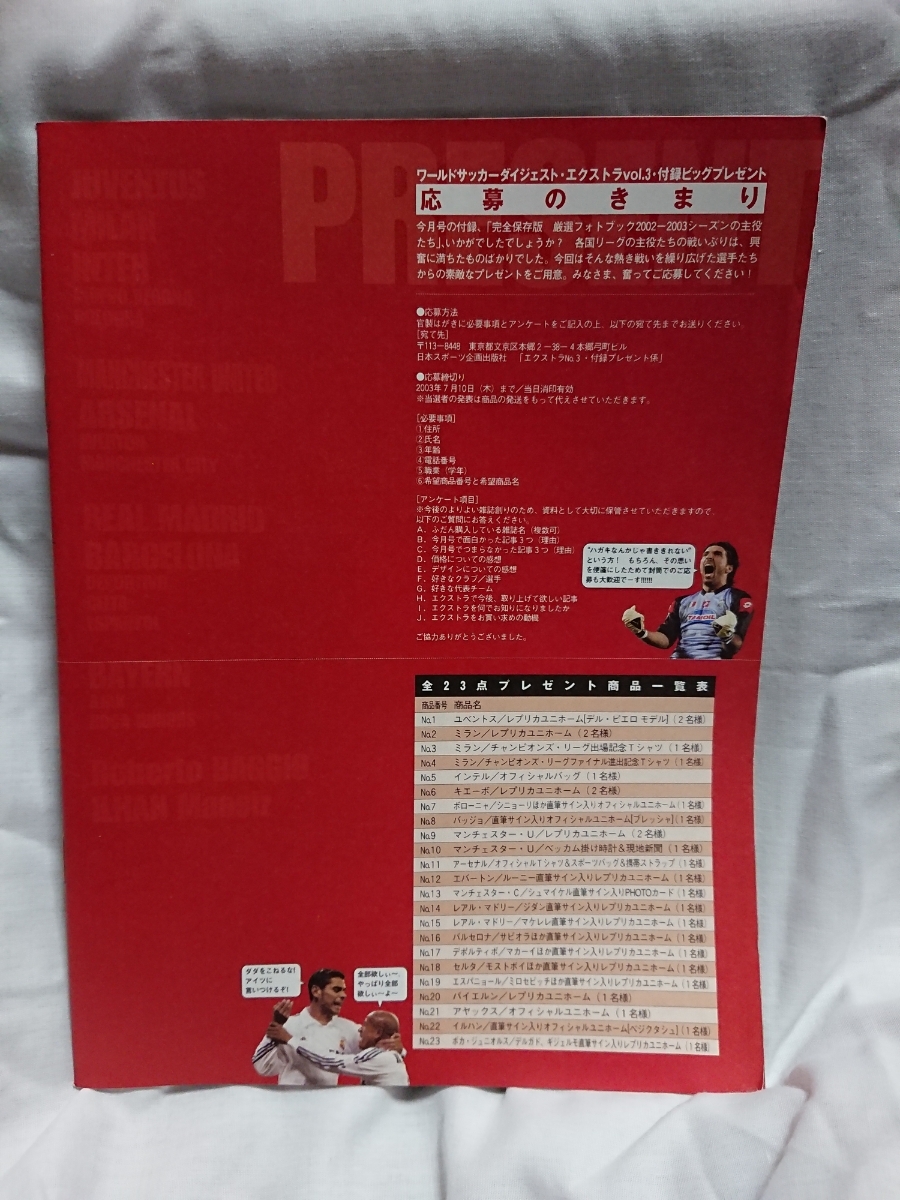 PRESENT
ワールドサッカーダイジェスト・エクストラvol.3・付録ビッグプレゼント
応募のきまり
今月号の付録、「完全保存版　厳選フォトブック2002-2003シーズンの主役
たち」、いかがでしたでしょうか？　各国リーグの主役たちの戦いぶりは、興
奮に満ちたものばかりでした。今回はそんな熱き戦いを繰り広げた選手たち
からの素敵なプレゼントをご用意。みなさま、奮ってご応募してください！
●応募方法
官製はがきに必要事項とアンケートをご記入の上、以下の宛て先までお送りください。
[宛て先]
〒113-8448　東京都文京区本郷2-38-4本郷弓町ビル
日本スポーツ企画出版社　「エクストラNo.3・付録プレゼント係」
●応募締切り
2003年7月10日（木）まで／当日消印有効
※当選者の発表は商品の発送をもって代えさせていただきます。
[必要事項]
①住所
②氏名
③年齢
④電話番号
⑤職業（学年）
⑥希望商品番号と希望商品名
[アンケート項目]
※今後のよりよい雑誌創りのため、資料として大切に保管させていただきますので、
以下のご質問にお答えください。
A．ふだん購入している雑誌名（複数可）
B．今月号で面白かった記事3つ（理由）
C．今月号でつまらなかった記事3つ（理由）
D．価格についての感想
E．デザインについての感想
F．好きなクラブ／選手
G．好きな代表チーム
H．エクストラで今後、取り上げて欲しい記事
I．エクストラを何でお知りになりましたか
J．エクストラをお買い求めの動機
ご協力ありがとうございました。
"ハガキなんかじゃ書ききれない"
という方！　もちろん、その思い
を便箋にしたためて封筒でのご応
募も大歓迎でーす!!!!!!
全23点プレゼント商品一覧表
商品番号　商品名
No.1　ユベントス／レプリカユニホーム[デル・ピエロ モデル]（2名様）
No.2　ミラン／レプリカユニホーム（2名様）
No.3　ミラン／チャンピオンズ・リーグ出場記念Tシャツ（1名様）
No.4　ミラン／チャンピオンズ・リーグファイナル進出記念Tシャツ（1名様）
No.5　インテル／オフィシャルバッグ（1名様）
No.6　キエーボ／レプリカユニホーム（2名様）
No.7　ボローニャ／シニョーリほか直筆サイン入りオフィシャルユニホーム（1名様）
No.8　バッジョ／直筆サイン入りオフィシャルユニホーム[ブレッシャ]（1名様）
No.9　マンチェスター・U／レプリカユニホーム（2名様）
No.10　マンチェスター・U／ベッカム掛け時計＆現地新聞（1名様）
No.11　アーセナル／オフィシャルTシャツ＆スポーツバッグ＆携帯ストラップ（1名様）
No.12　エバートン／ルーニー直筆サイン入りレプリカユニホーム（1名様）
No.13　マンチェスター・C／シュマイケル直筆サイン入りPHOTOカード（1名様）
No.14　レアル・マドリー／ジダン直筆サイン入りレプリカユニホーム（1名様）
No.15　レアル・マドリー／マケレレ直筆サイン入りレプリカユニホーム（1名様）
No.16　バルセロナ／サビオラほか直筆サイン入りレプリカユニホーム（1名様）
No.17　デポルティボ／マカーイほか直筆サイン入りレプリカユニホーム（1名様）
No.18　セルタ／モストボイほか直筆サイン入りレプリカユニホーム（1名様）
No.19　エスパニョール／ミロセビッチほか直筆サイン入りレプリカユニホーム（1名様）
No.20　バイエルン／レプリカユニホーム（1名様）
No.21　アヤックス／オフィシャルユニホーム（1名様）
No.22　イルハン／直筆サイン入りオフィシャルユニホーム[ベジクタシュ]（1名様）
No.23　ボカ・ジュニオルス／デルガド、ギジェルモ直筆サイン入りレプリカユニホーム（1名様）
ダダをこねるな！
アイツに
買いつけるぞ！
全部欲しぃ〜、
やっぱり全部
欲しぃ〜よ〜